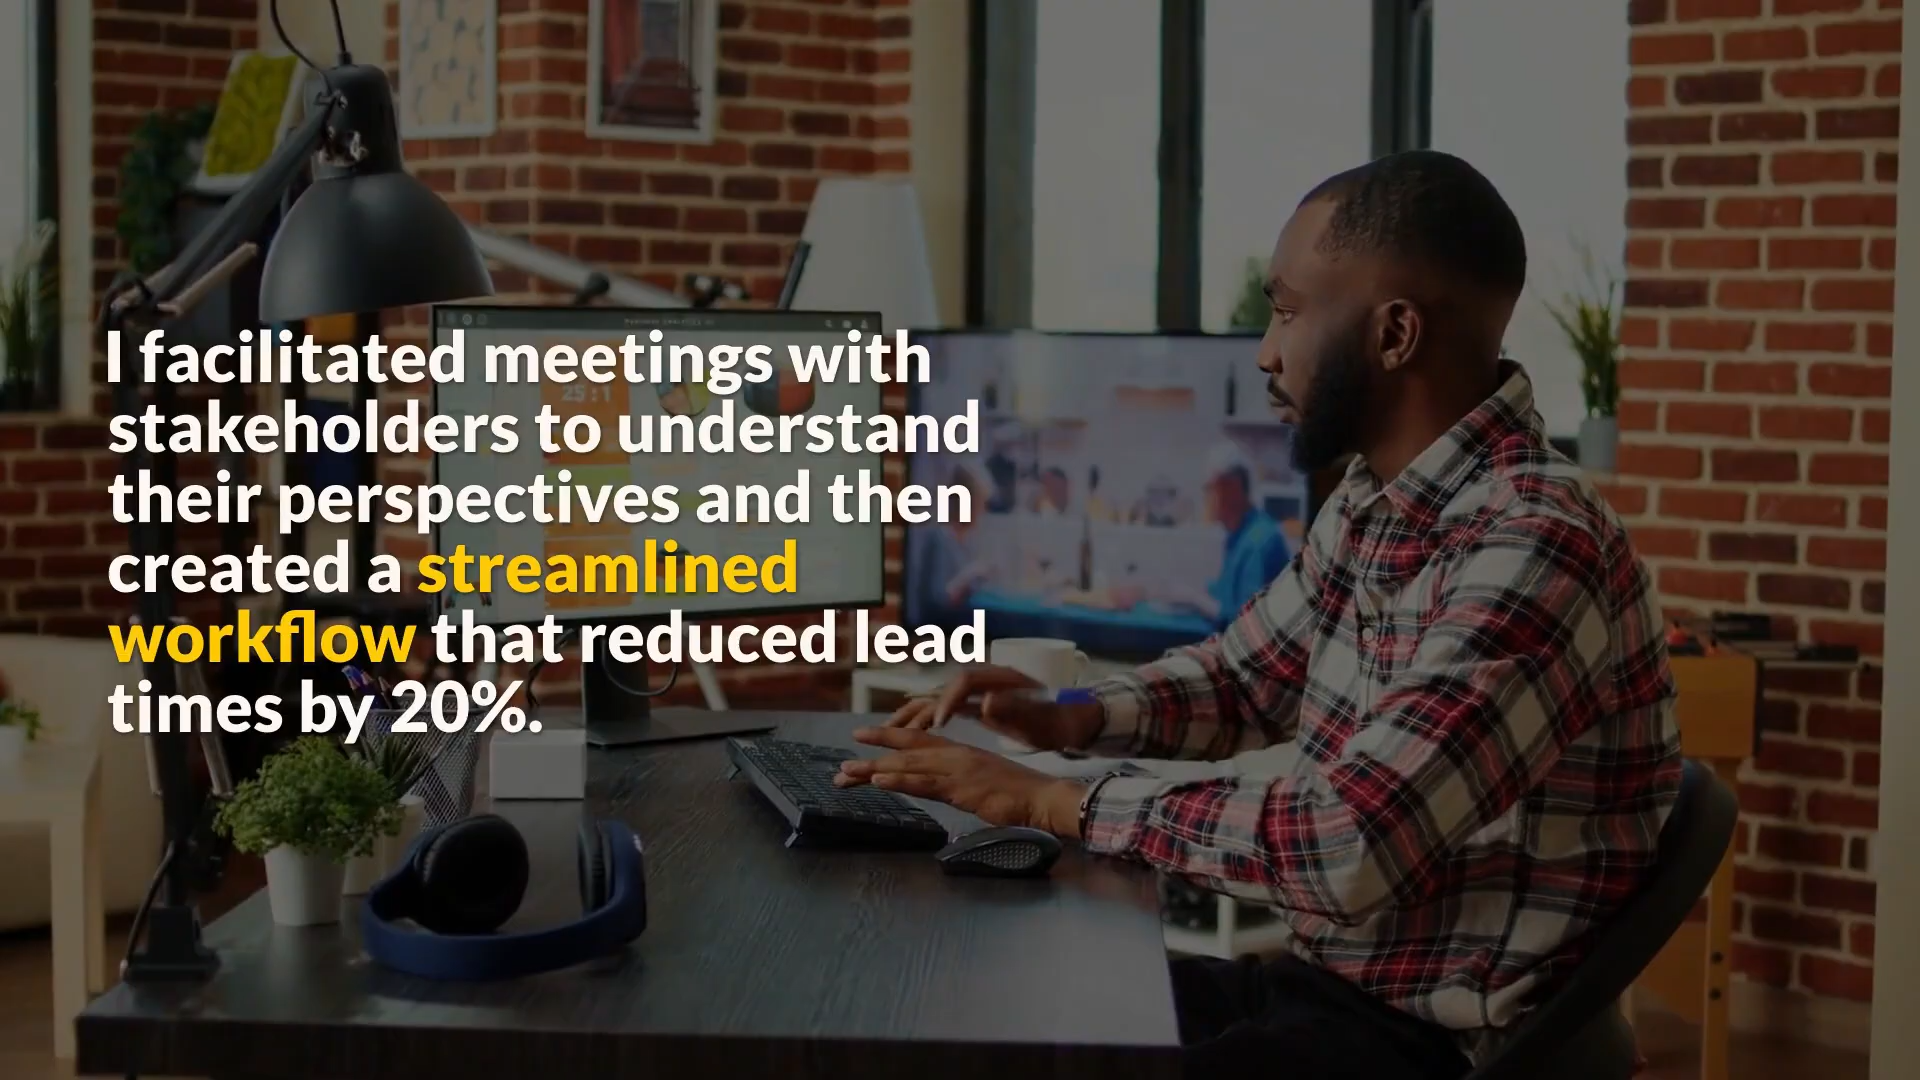 I facilitated meetings with
stakeholders to understand
their perspectives and then
created a streamlined
workflow that reduced lead
times by 20%.